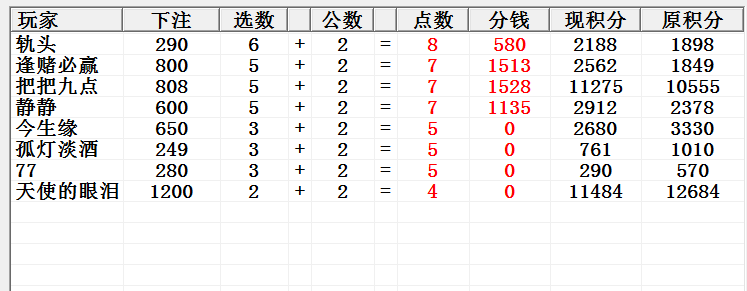 玩家 下注 选数 公数 点数 分钱 现积分 原积分
轨头 290 6 + 2 = 8 580 2188 1898
逢赌必赢 800 5 + 2 = 7 1513 2562 1849
把把九点 808 5 + 2 = 7 1528 11275 10555
静静 600 5 + 2 = 7 1135 2912 2378
今生缘 650 3 + 2 = 5 0 2680 3330
孤灯淡酒 249 3 + 2 = 5 0 761 1010
77 280 3 + 2 = 5 0 290 570
天使的眼泪 1200 2 + 2 = 4 0 11484 12684